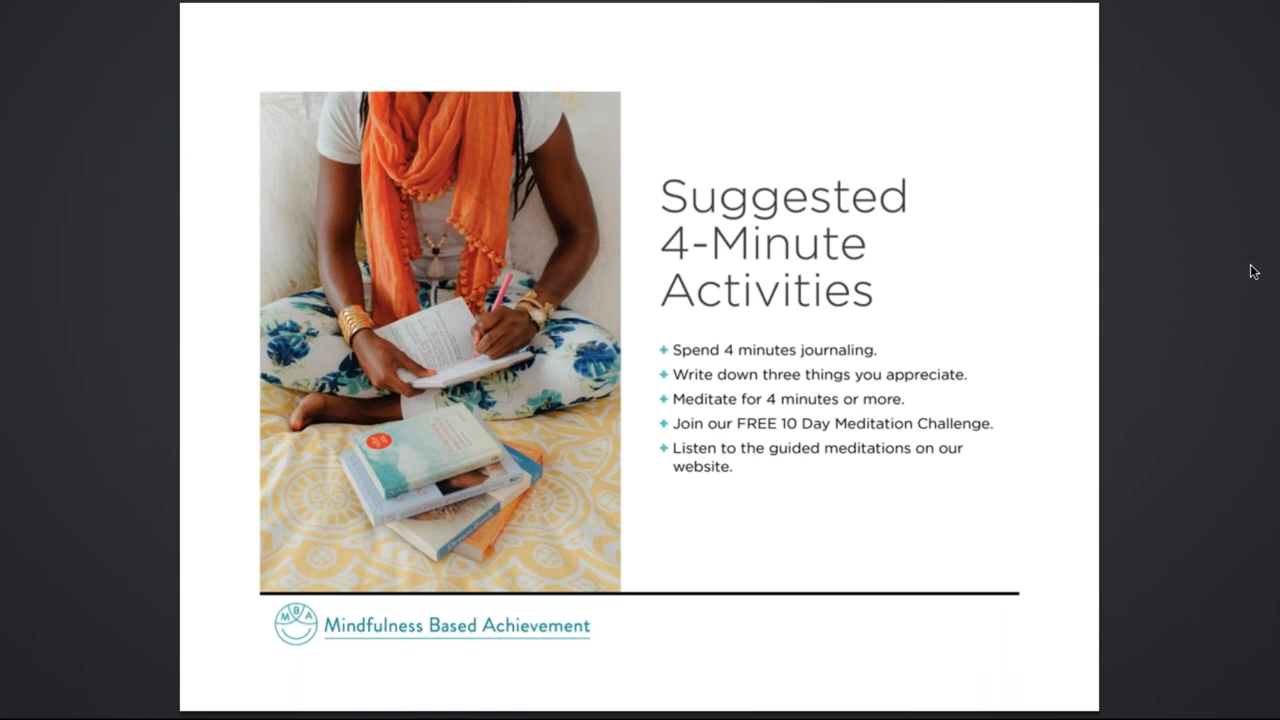 Suggested
4-Minute
Activities
+ Spend 4 minutes journaling.
+ Write down three things you appreciate.
+ Meditate for 4 minutes or more.
+ Join our FREE 10 Day Meditation Challenge.
+ Listen to the guided meditations on our
website.
MBA
Mindfulness Based Achievement